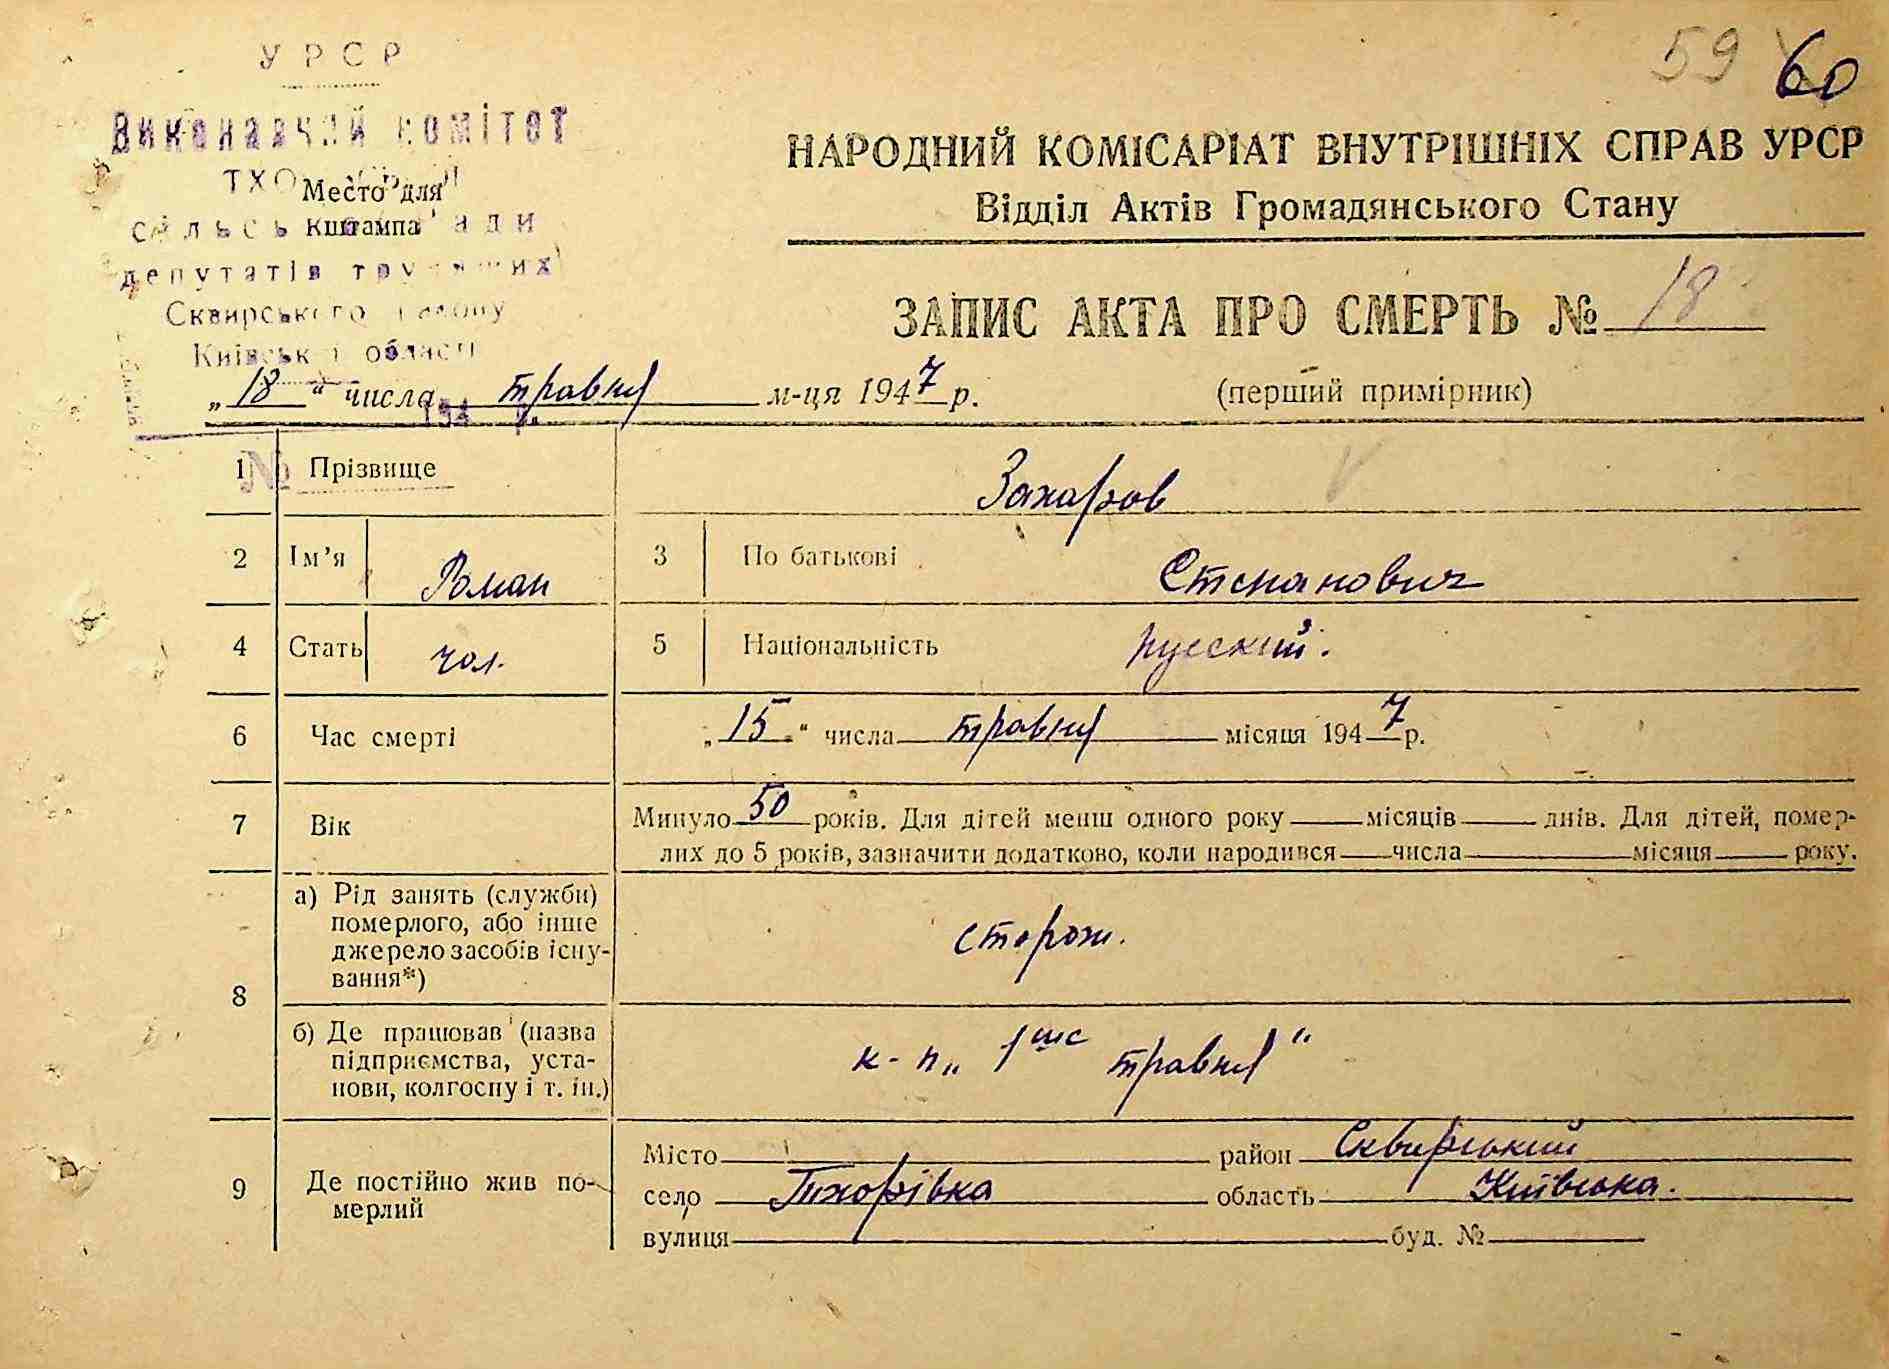 59 60
УРСР
Виконавчий комітет
Место для
штампа
депутатів трудящих
Сквирського району
Київської області
194 р.
№
НАРОДНИЙ КОМІСАРІАТ ВНУТРІШНІХ СПРАВ УРСР
Відділ Актів Громадянського Стану
ЗАПИС АКТА ПРО СМЕРТЬ № 18
„18“ числа травня м-ця 1947 р. (перший примірник)
1 Прізвище Захаров
2 Ім’я Роман 3 По батькові Степанович
4 Стать чол. 5 Національність русский.
6 Час смерті „15“ числа травня місяця 1947 р.
7 Вік Минуло 50 років. Для дітей менш одного року місяців днів. Для дітей, помер-
лих до 5 років, зазначити додатково, коли народився числа місяця року.
8 а) Рід занять (служби)
померлого, або інше
джерело засобів існу-
вання*)
сторож.
б) Де працював (назва
підприємства, уста-
нови, колгоспу і т. ін.)
к-п „1ше травня“
9 Де постійно жив по-
мерлий
Місто район Сквирський
село Тхорівка область Київська.
вулиця буд. №